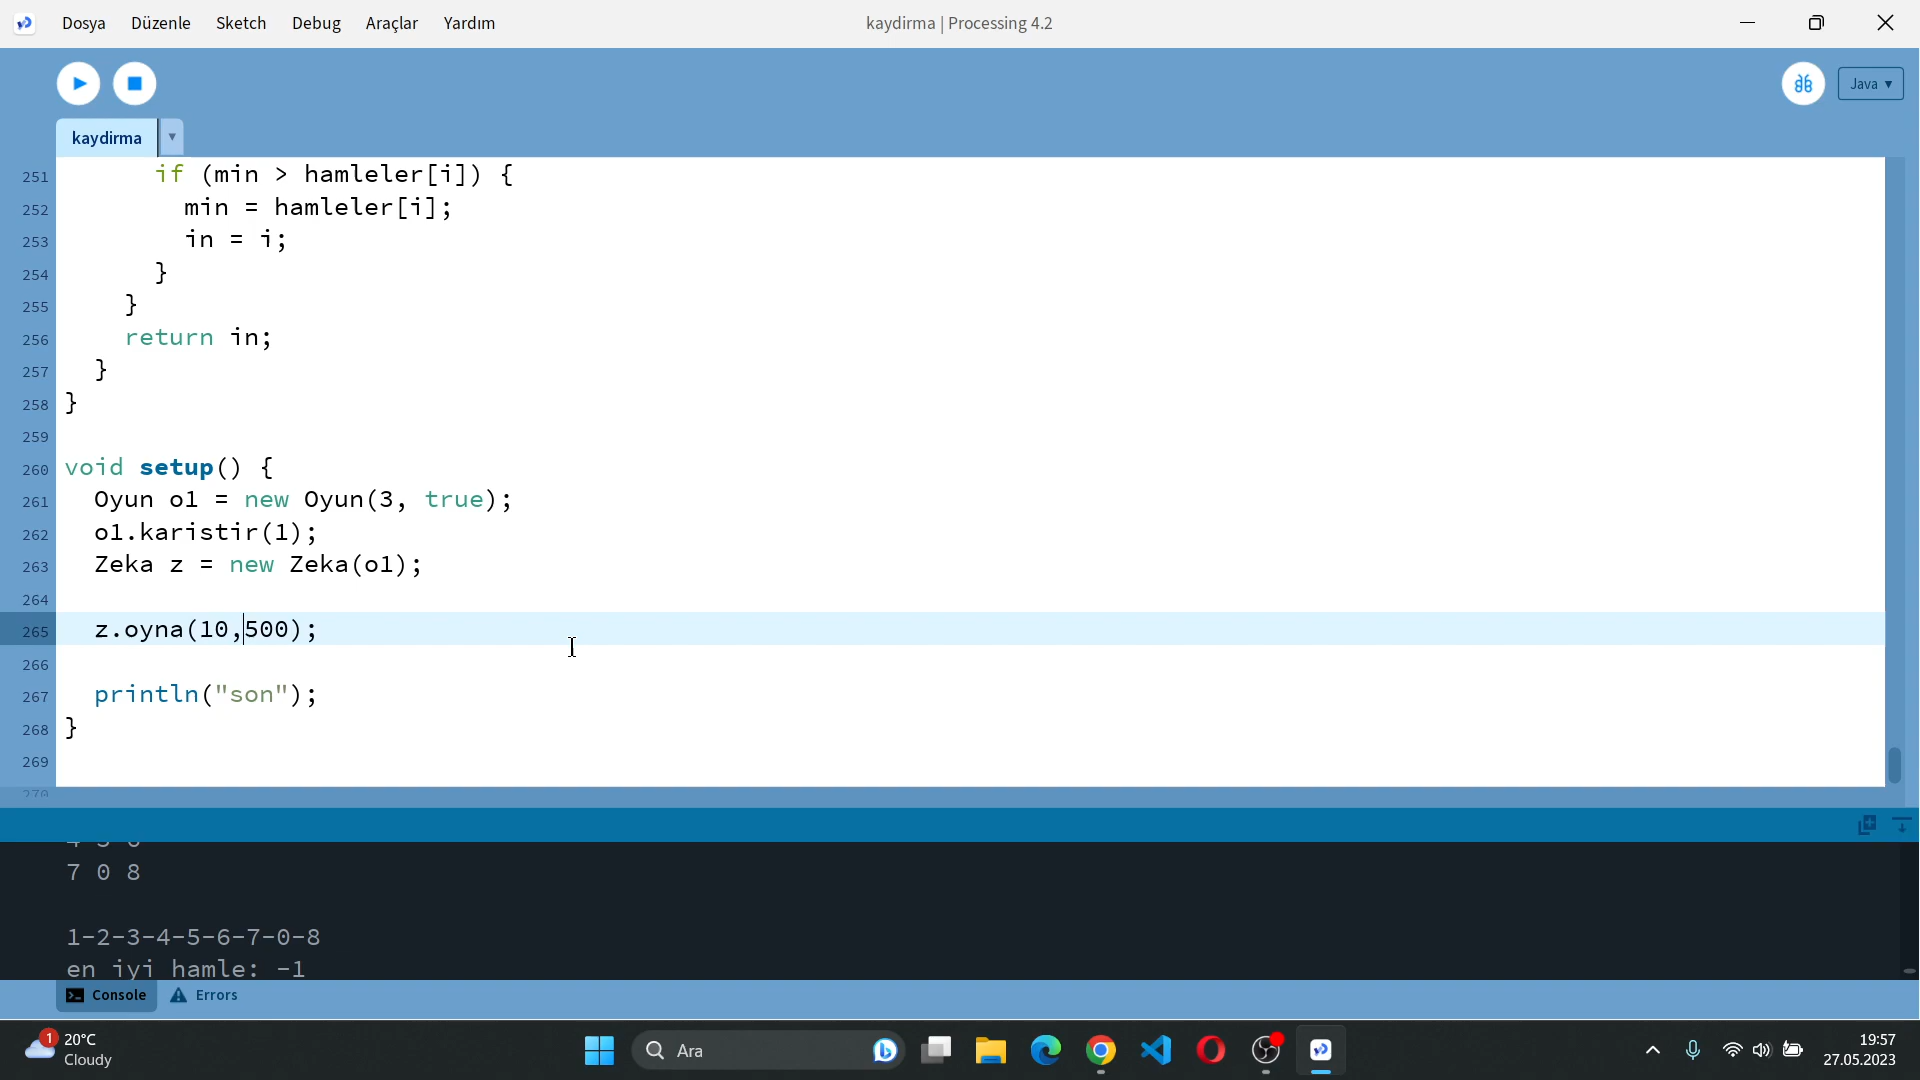 Dosya Düzenle Sketch Debug Araçlar Yardım
kaydirma | Processing 4.2
Java
kaydirma
251 if (min > hamleler[i]) {
252 min = hamleler[i];
253 in = i;
254 }
255 }
256 return in;
257 }
258 }
259
260 void setup() {
261 Oyun o1 = new Oyun(3, true);
262 o1.karistir(1);
263 Zeka z = new Zeka(o1);
264
265 z.oyna(10,500);
266
267 println("son");
268 }
269
270
7 0 8
1-2-3-4-5-6-7-0-8
en iyi hamle: -1
Console Errors
1
20°C
Cloudy
Ara
19:57
27.05.2023